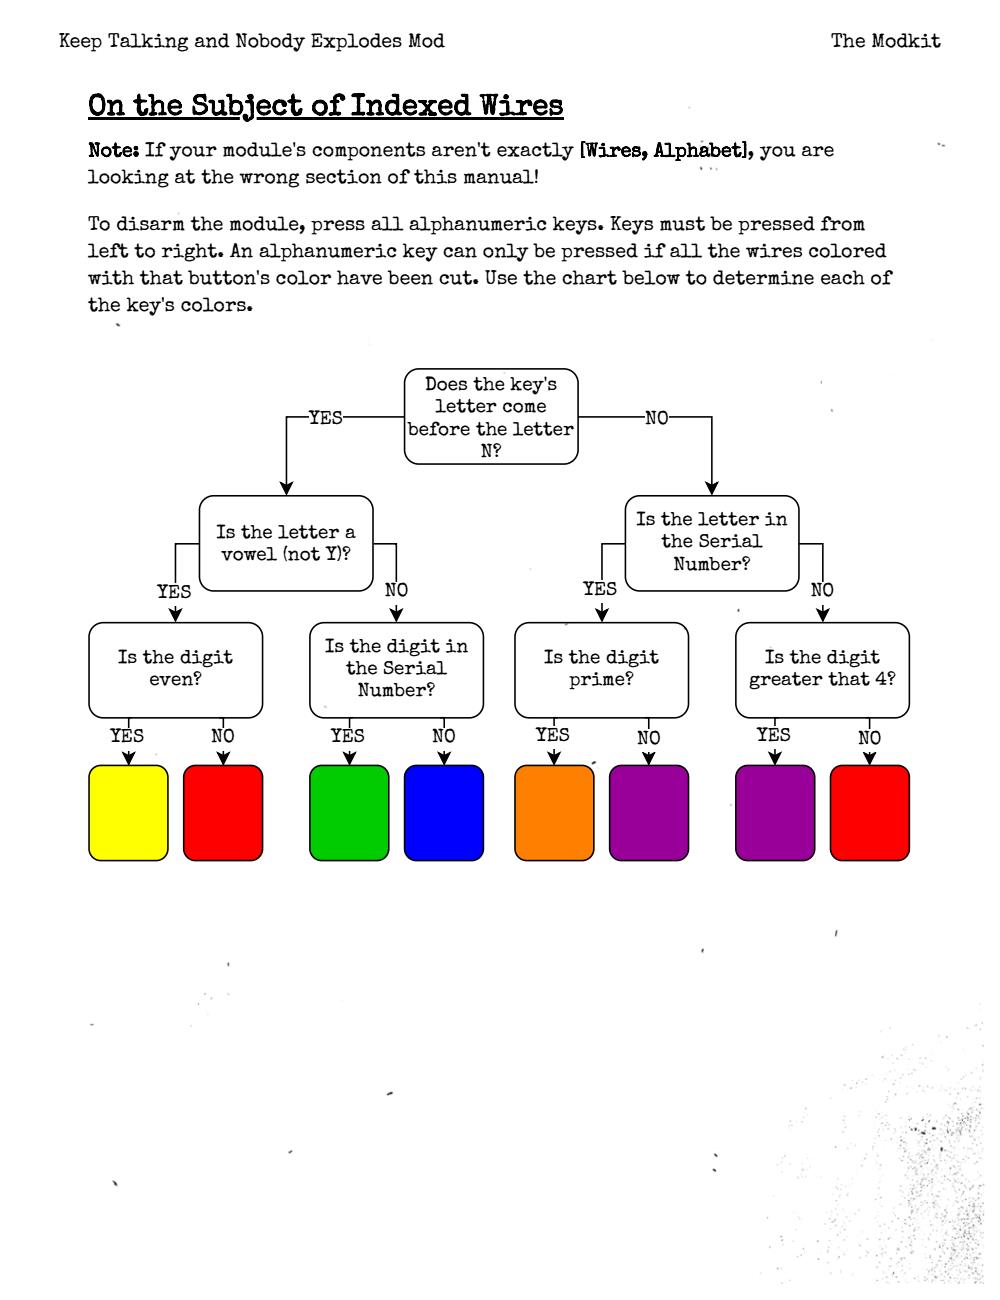 Keep Talking and Nobody Explodes Mod The Modkit
On the Subject of Indexed Wires
Note: If your module's components aren't exactly [Wires, Alphabet], you are
looking at the wrong section of this manual!
To disarm the module, press all alphanumeric keys. Keys must be pressed from
left to right. An alphanumeric key can only be pressed if all the wires colored
with that button's color have been cut. Use the chart below to determine each of
the key's colors.
Does the key's
letter come
before the letter
N?
YES NO
Is the letter a
vowel (not Y)?
Is the letter in
the Serial
Number?
YES NO YES NO
Is the digit
even?
Is the digit in
the Serial
Number?
Is the digit
prime?
Is the digit
greater that 4?
YES NO YES NO YES NO YES NO